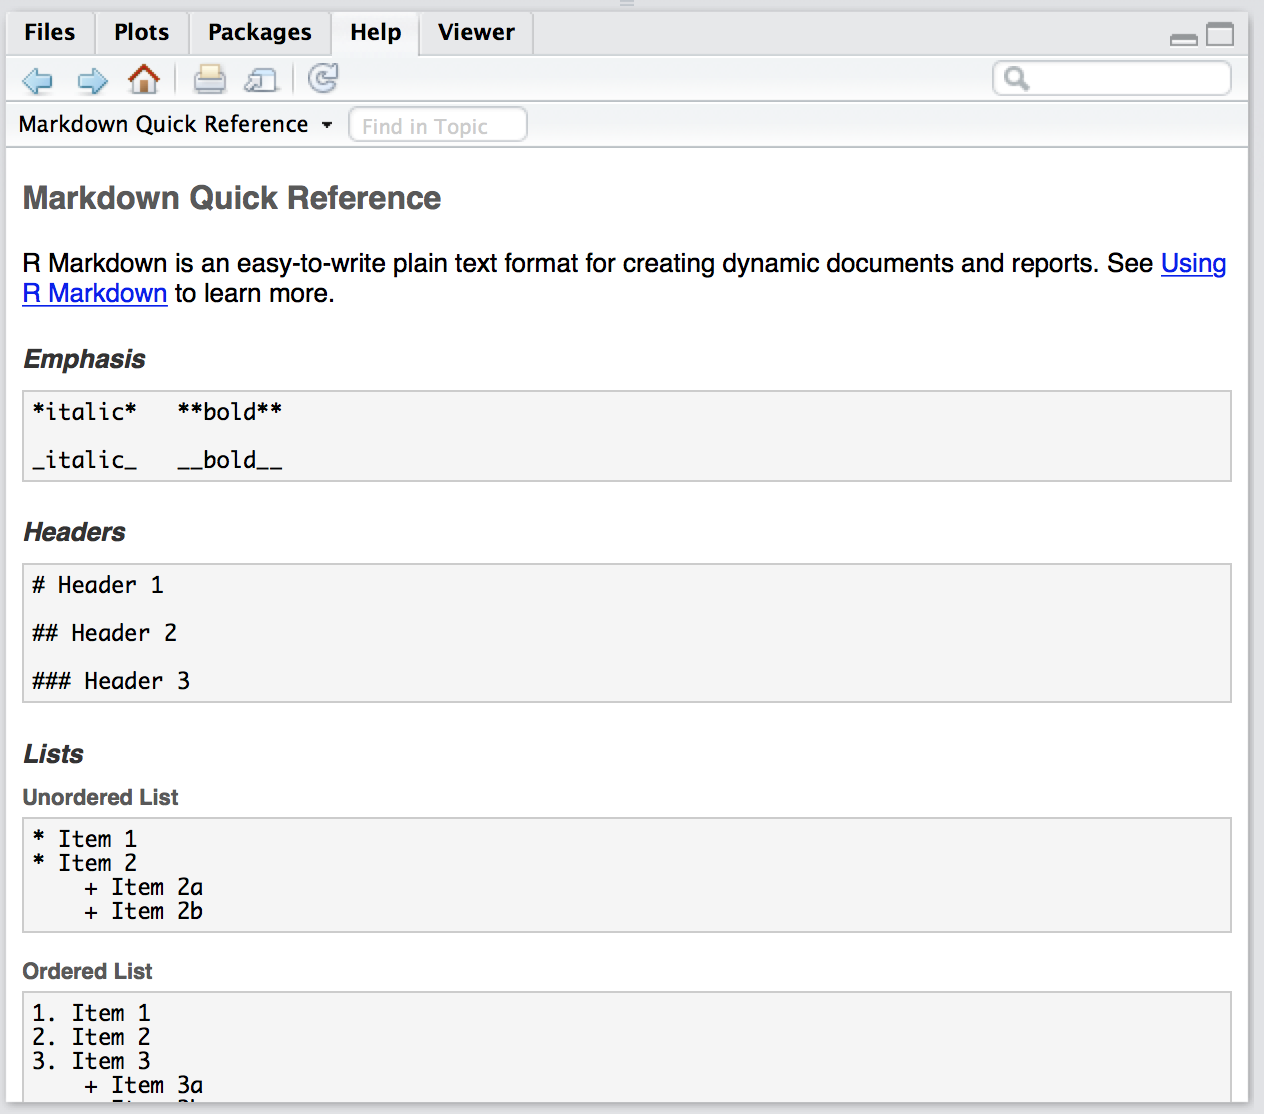 Files Plots Packages Help Viewer
Markdown Quick Reference Find in Topic
Markdown Quick Reference
R Markdown is an easy-to-write plain text format for creating dynamic documents and reports. See Using
R Markdown to learn more.
Emphasis
*italic*   **bold**
_italic_   __bold__
Headers
# Header 1
## Header 2
### Header 3
Lists
Unordered List
* Item 1
* Item 2
    + Item 2a
    + Item 2b
Ordered List
1. Item 1
2. Item 2
3. Item 3
    + Item 3a